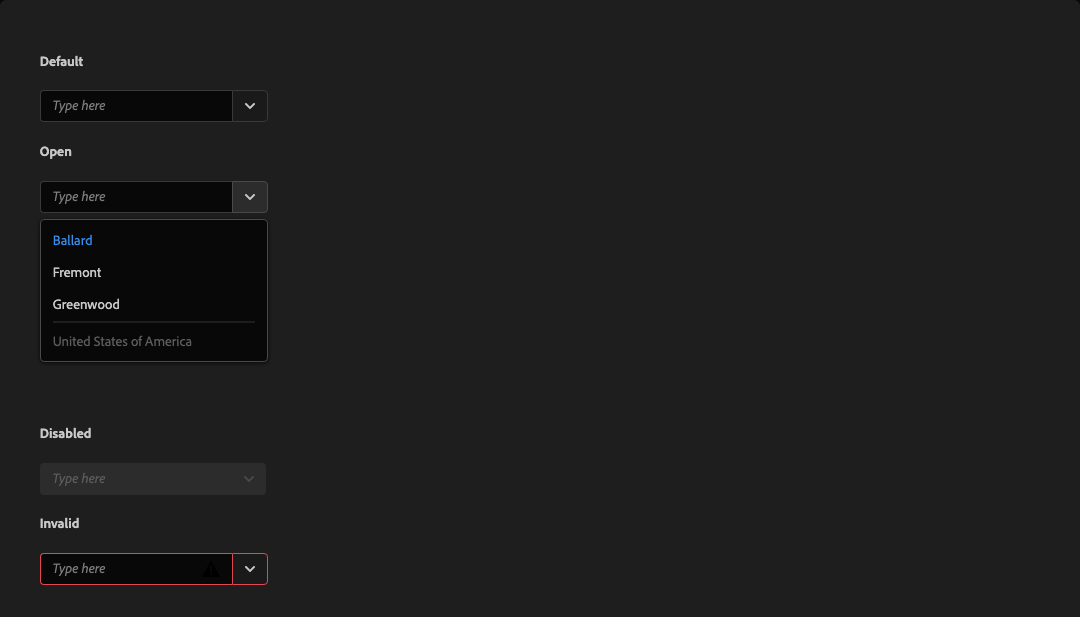 Default
Type here
Open
Type here
Ballard
Fremont
Greenwood
United States of America
Disabled
Type here
Invalid
Type here